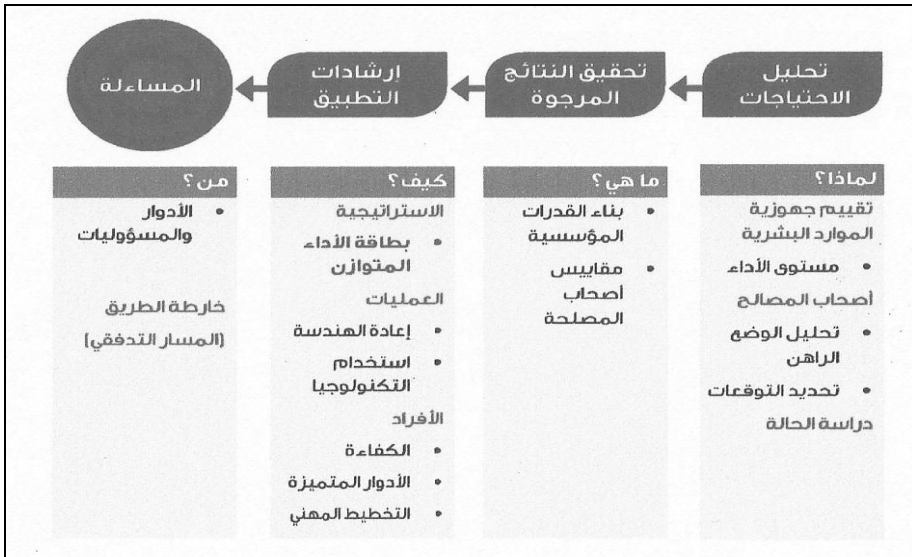 تحليل
الاحتياجات
تحقيق النتائج
المرجوة
إرشادات
التطبيق
المساءلة
لماذا؟
تقييم جهوزية
الموارد البشرية
• مستوى الأداء
أصحاب المصالح
• تحليل الوضع
الراهن
• تحديد التوقعات
دراسة الحالة
ما هي؟
• بناء القدرات
المؤسسية
• مقاييس
أصحاب
المصلحة
كيف؟
الاستراتيجية
• بطاقة الأداء
المتوازن
العمليات
• إعادة الهندسة
• استخدام
التكنولوجيا
الأفراد
• الكفاءة
• الأدوار المتميزة
• التخطيط المهني
من؟
• الأدوار
والمسؤوليات
خارطة الطريق
(المسار التدفقي)